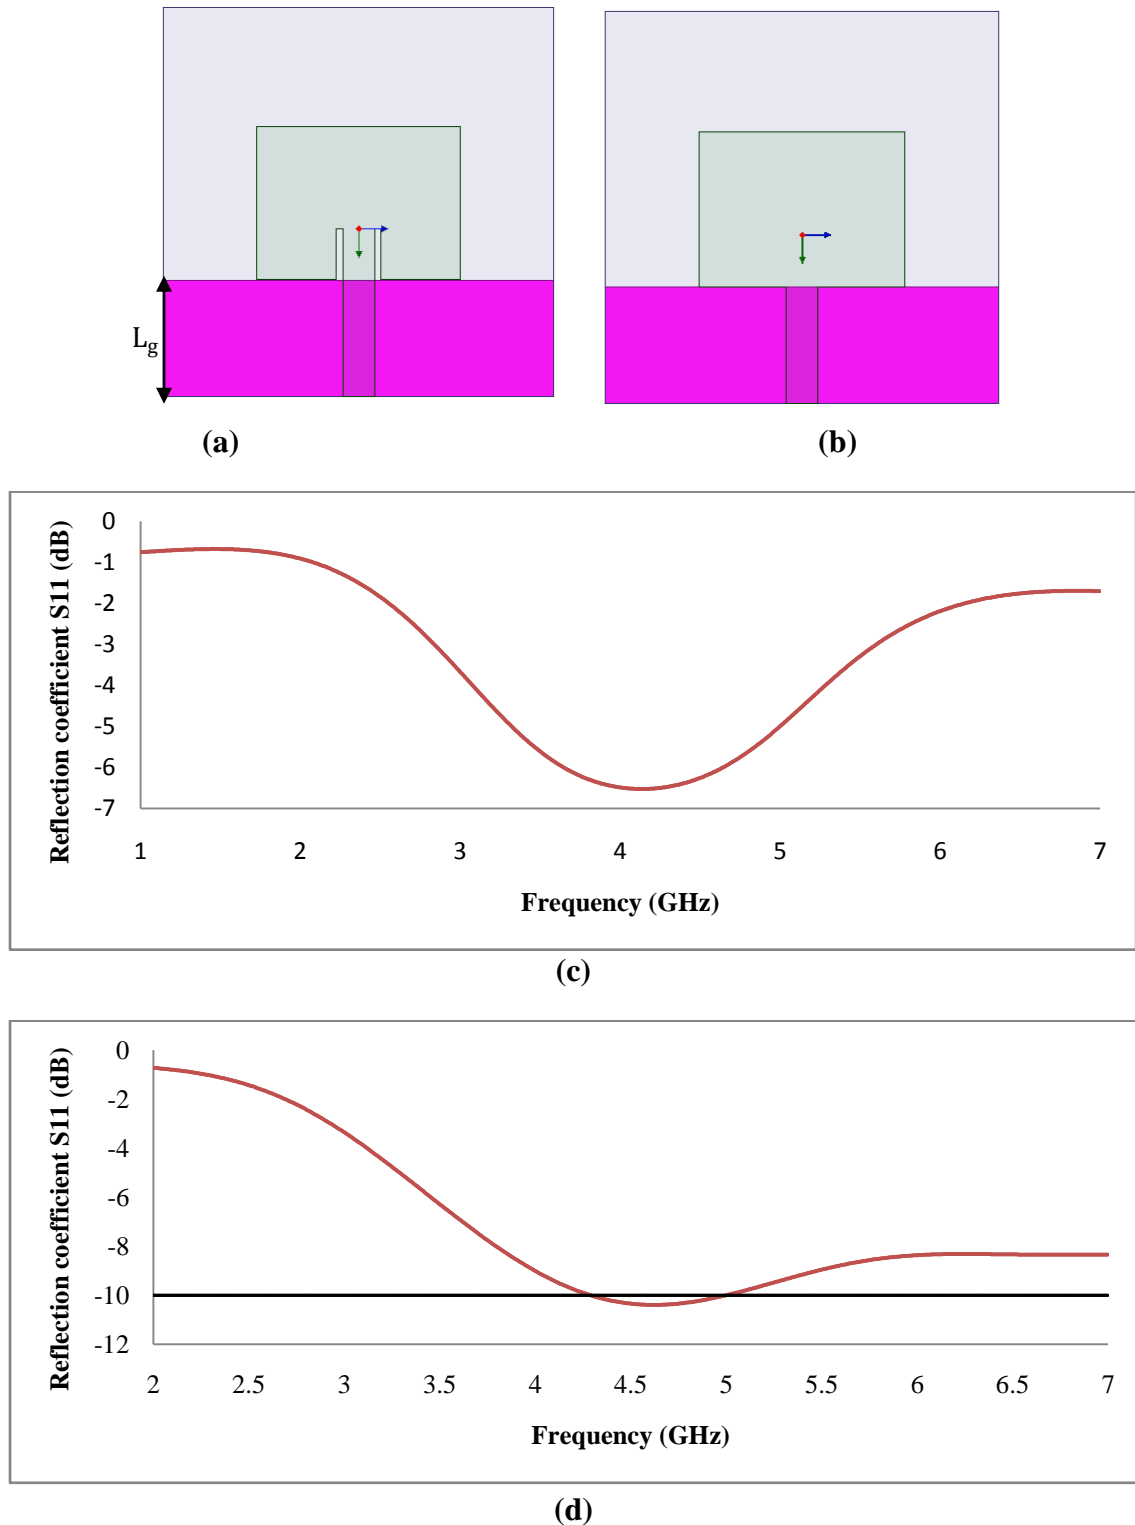 L_g
(a)
(b)
Reflection coefficient S11 (dB)
0
-1
-2
-3
-4
-5
-6
-7
1 2 3 4 5 6 7
Frequency (GHz)
(c)
Reflection coefficient S11 (dB)
0
-2
-4
-6
-8
-10
-12
2 2.5 3 3.5 4 4.5 5 5.5 6 6.5 7
Frequency (GHz)
(d)